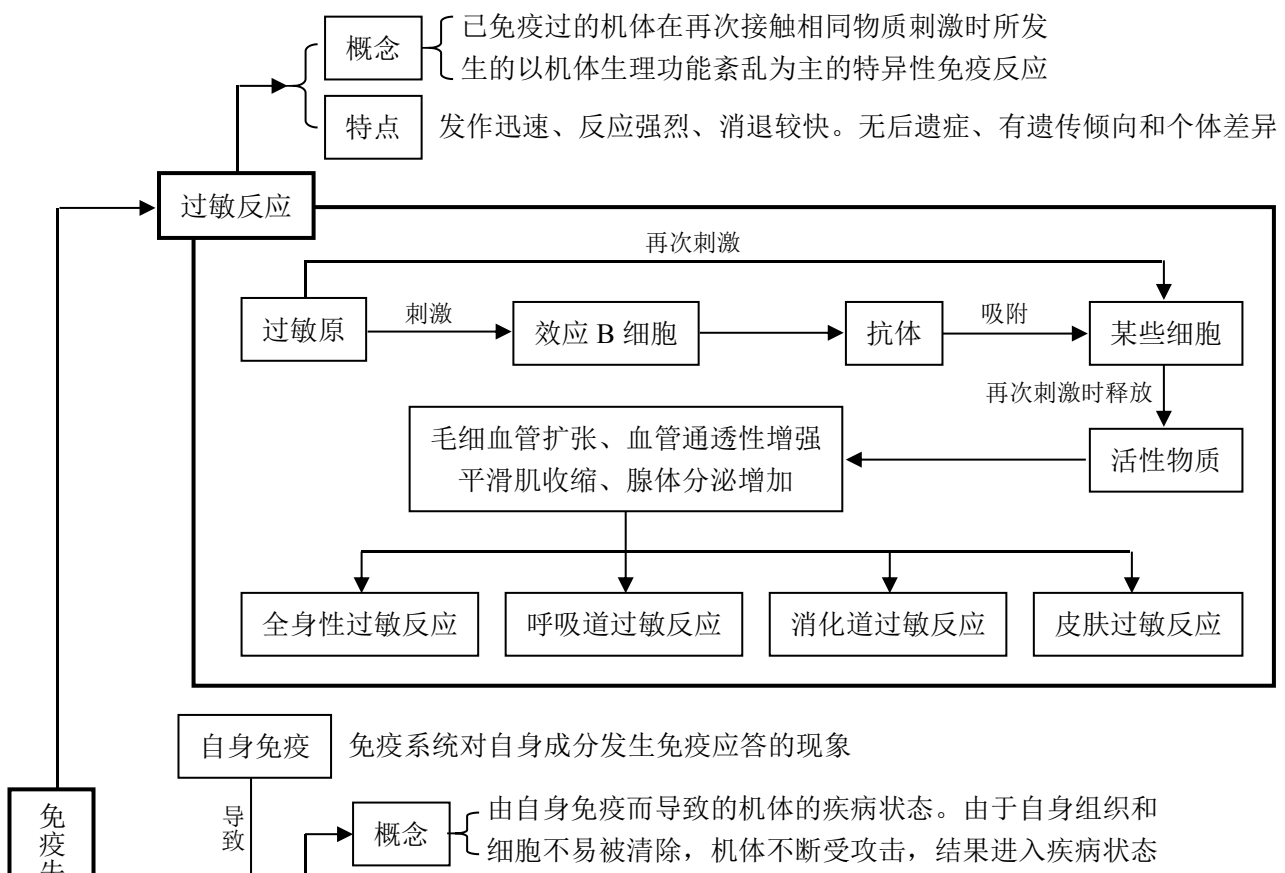 概念
已免疫过的机体在再次接触相同物质刺激时所发
生的以机体生理功能紊乱为主的特异性免疫反应
特点
发作迅速、反应强烈、消退较快。无后遗症、有遗传倾向和个体差异
过敏反应
再次刺激
过敏原
刺激
效应 B 细胞
抗体
吸附
某些细胞
再次刺激时释放
毛细血管扩张、血管通透性增强
平滑肌收缩、腺体分泌增加
活性物质
全身性过敏反应
呼吸道过敏反应
消化道过敏反应
皮肤过敏反应
自身免疫
免疫系统对自身成分发生免疫应答的现象
导致
概念
由自身免疫而导致的机体的疾病状态。由于自身组织和
细胞不易被清除，机体不断受攻击，结果进入疾病状态
免疫